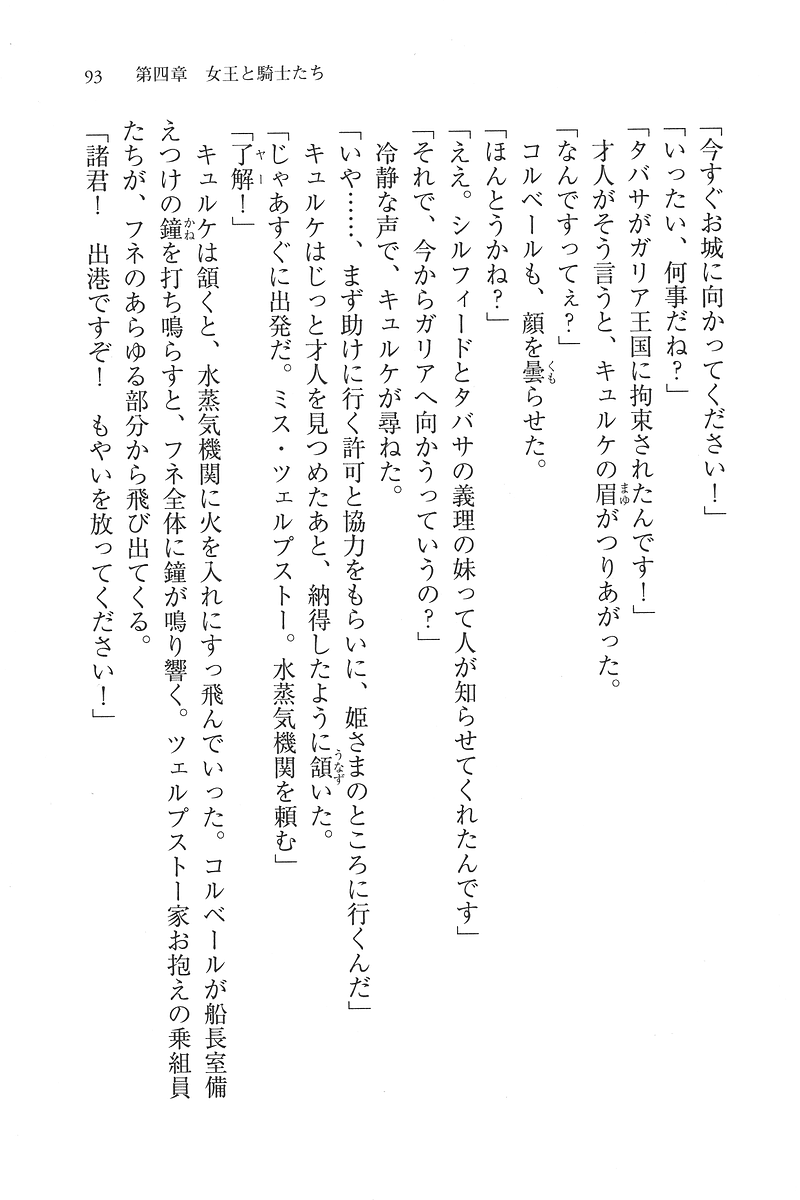 93　第四章　女王と騎士たち
「今すぐお城に向かってください！」
「いったい、何事だね？」
「タバサがガリア王国に拘束されたんです！」
才人がそう言うと、キュルケの眉がつりあがった。
「なんですってぇ？」
コルベールも、顔を曇らせた。
「ほんとうかね？」
「ええ。シルフィードとタバサの義理の妹って人が知らせてくれたんです」
「それで、今からガリアへ向かうっていうの？」
冷静な声で、キュルケが尋ねた。
「いや……、まず助けに行く許可と協力をもらいに、姫さまのところに行くんだ」
キュルケはじっと才人を見つめたあと、納得したように頷いた。
「じゃあすぐに出発だ。ミス・ツェルプストー。水蒸気機関を頼む」
「了解！」
キュルケは頷くと、水蒸気機関に火を入れにすっ飛んでいった。コルベールが船長室備
えつけの鐘を打ち鳴らすと、フネ全体に鐘が鳴り響く。ツェルプストー家お抱えの乗組員
たちが、フネのあらゆる部分から飛び出てくる。
「諸君！　出港ですぞ！　もやいを放ってください！」